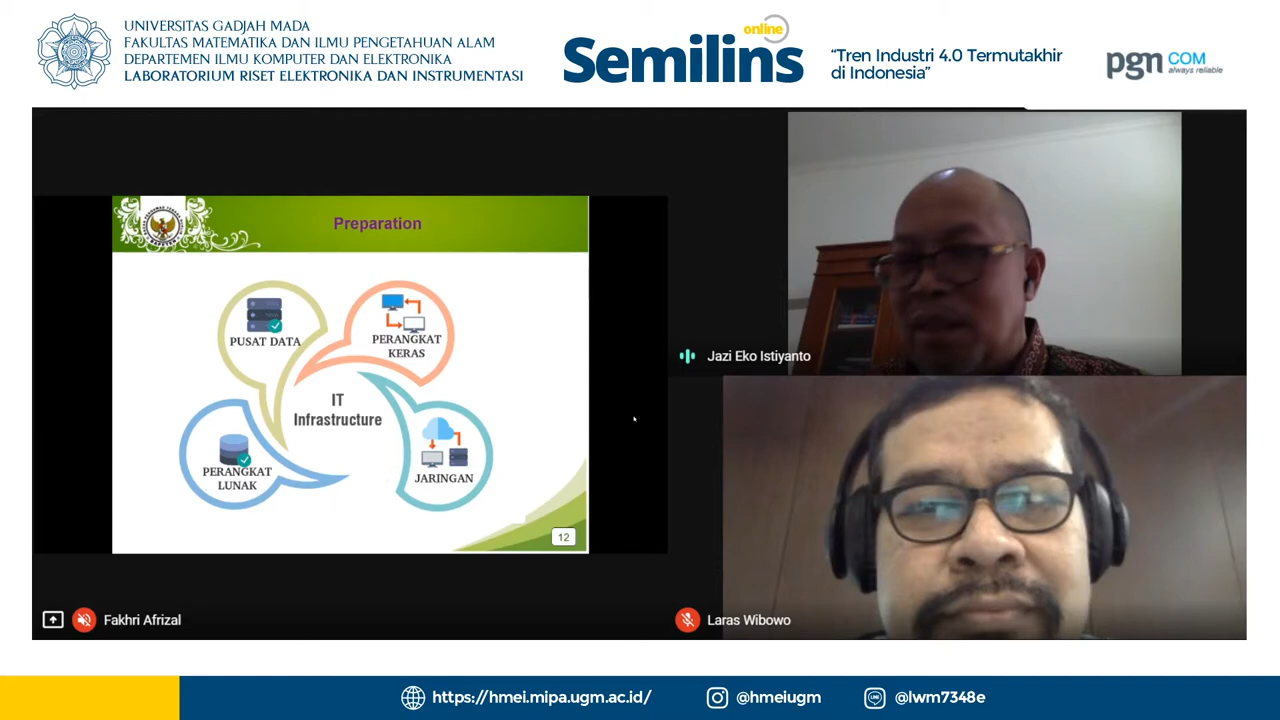 UNIVERSITAS GADJAH MADA
FAKULTAS MATEMATIKA DAN ILMU PENGETAHUAN ALAM
DEPARTEMEN ILMU KOMPUTER DAN ELEKTRONIKA
LABORATORIUM RISET ELEKTRONIKA DAN INSTRUMENTASI
online
Semilins
“Tren Industri 4.0 Termutakhir
di Indonesia”
pgn COM
always reliable
Preparation
PUSAT DATA
PERANGKAT
KERAS
IT
Infrastructure
PERANGKAT
LUNAK
JARINGAN
12
Jazi Eko Istiyanto
Fakhri Afrizal
Laras Wibowo
https://hmei.mipa.ugm.ac.id/
@hmeiugm
LINE
@lwm7348e